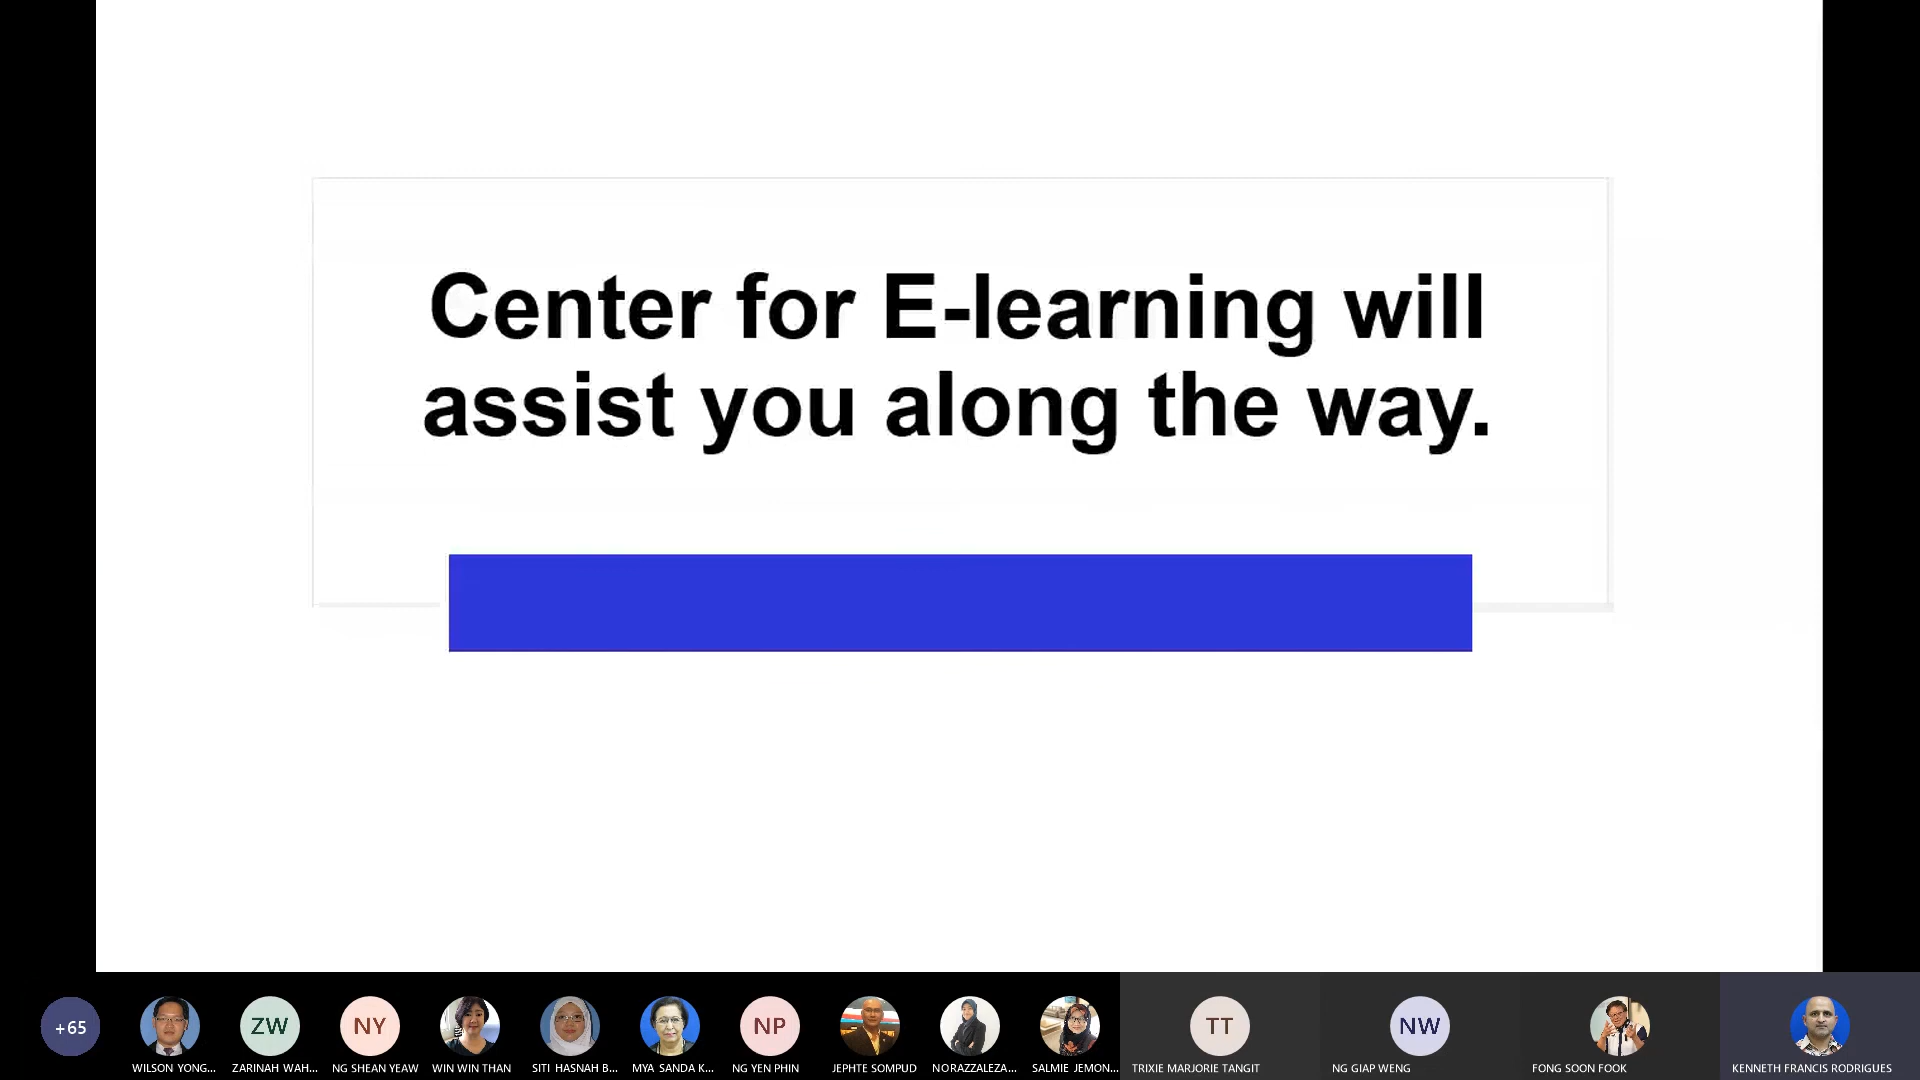 Center for E-learning will
assist you along the way.
+65
ZW
NY
NP
TT
NW
WILSON YONG...
ZARINAH WAH...
NG SHEAN YEAW
WIN WIN THAN
SITI HASNAH B...
MYA SANDA K...
NG YEN PHIN
JEPHTE SOMPUD
NORAZZALEZA...
SALMIE JEMON...
TRIXIE MARJORIE TANGIT
NG GIAP WENG
FONG SOON FOOK
KENNETH FRANCIS RODRIGUES